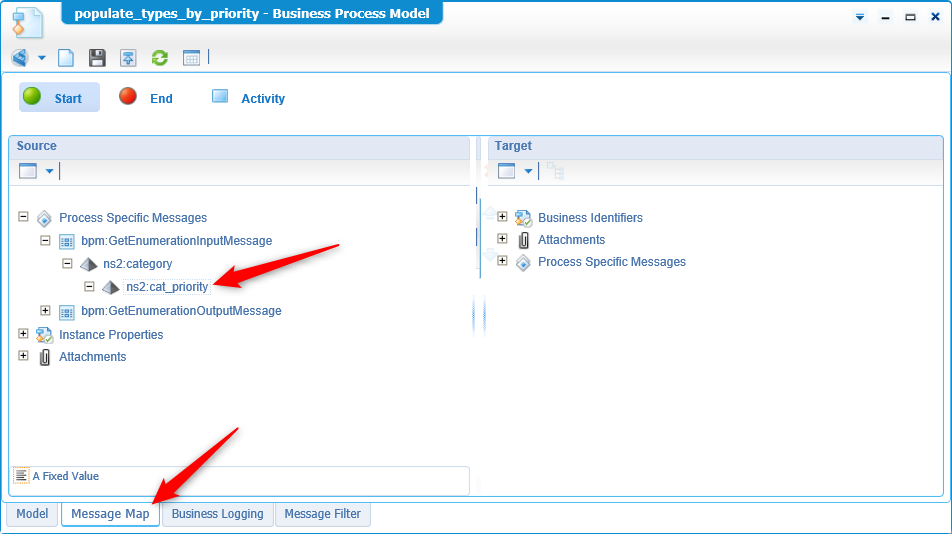 populate_types_by_priority - Business Process Model
Start
End
Activity
Source
Target
Process Specific Messages
bpm:GetEnumerationInputMessage
ns2:category
ns2:cat_priority
bpm:GetEnumerationOutputMessage
Instance Properties
Attachments
Business Identifiers
Attachments
Process Specific Messages
A Fixed Value
Model
Message Map
Business Logging
Message Filter